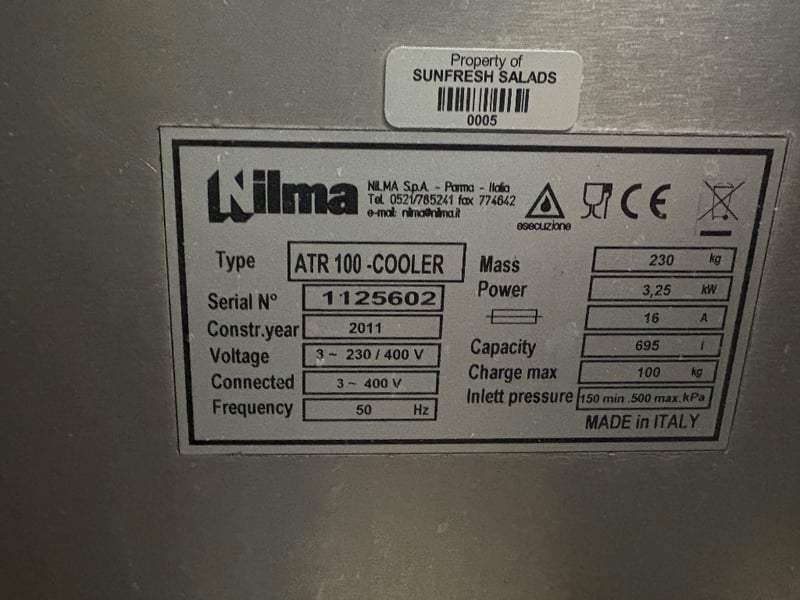 Property of
SUNFRESH SALADS
0005
Nilma
NILMA S.p.A. - Parma - Italia
Tel. 0521/785241 fax 774642
e-mail: nilma@nilma.it
esecuzione
CE
Type ATR 100 -COOLER
Serial N° 1125602
Constr.year 2011
Voltage 3 ~ 230 / 400 V
Connected 3 ~ 400 V
Frequency 50 Hz
Mass 230 kg
Power 3,25 kW
16 A
Capacity 695 l
Charge max 100 kg
Inlett pressure 150 min .500 max.kPa
MADE in ITALY